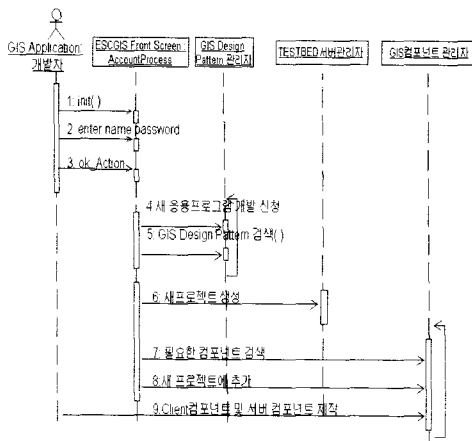 GIS Application:
개발자
ESCGIS Front Screen :
AccountProcess
GIS Design
Pattern 관리자
TESTBED 서버관리자
GIS컴포넌트 관리자
1: init( )
2: enter name password
3: ok_Action
4: 새 응용프로그램 개발 신청
5: GIS Design Pattern 검색( )
6: 새프로젝트 생성
7: 필요한 컴포넌트 검색
8:새 프로젝트에 추가
9.Client컴포넌트 및 서버 컴포넌트 제작